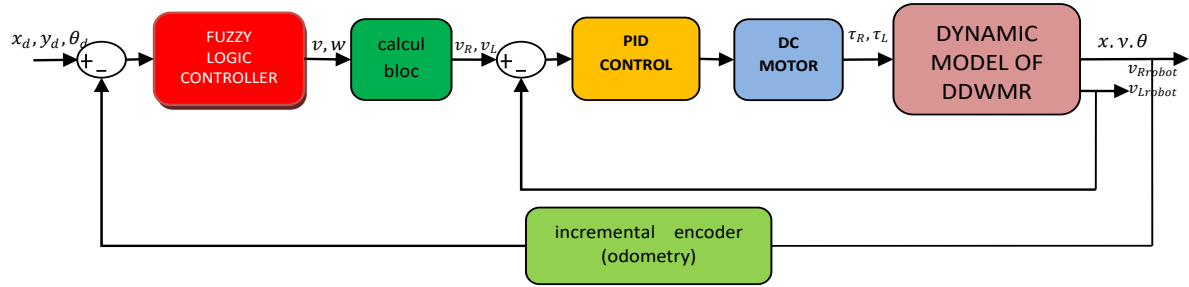 x_d, y_d, θ_d
+
−
FUZZY
LOGIC
CONTROLLER
v, w
calcul
bloc
v_R, v_L
+
−
PID
CONTROL
DC
MOTOR
τ_R, τ_L
DYNAMIC
MODEL OF
DDWMR
x. y. θ
v_Rrobot
v_Lrobot
incremental encoder
(odometry)